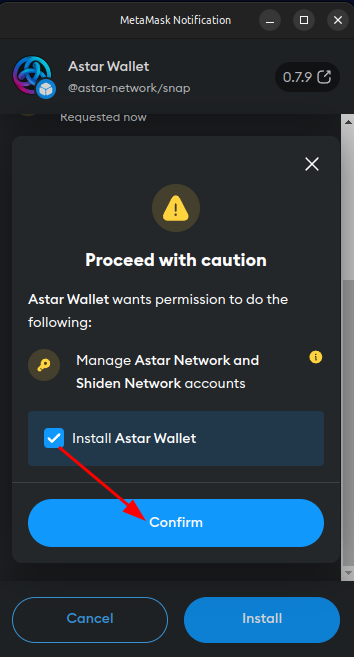 MetaMask Notification
Astar Wallet
@astar-network/snap
0.7.9
Requested now
Proceed with caution
Astar Wallet wants permission to do the
following:
Manage Astar Network and
Shiden Network accounts
Install Astar Wallet
Confirm
Cancel
Install